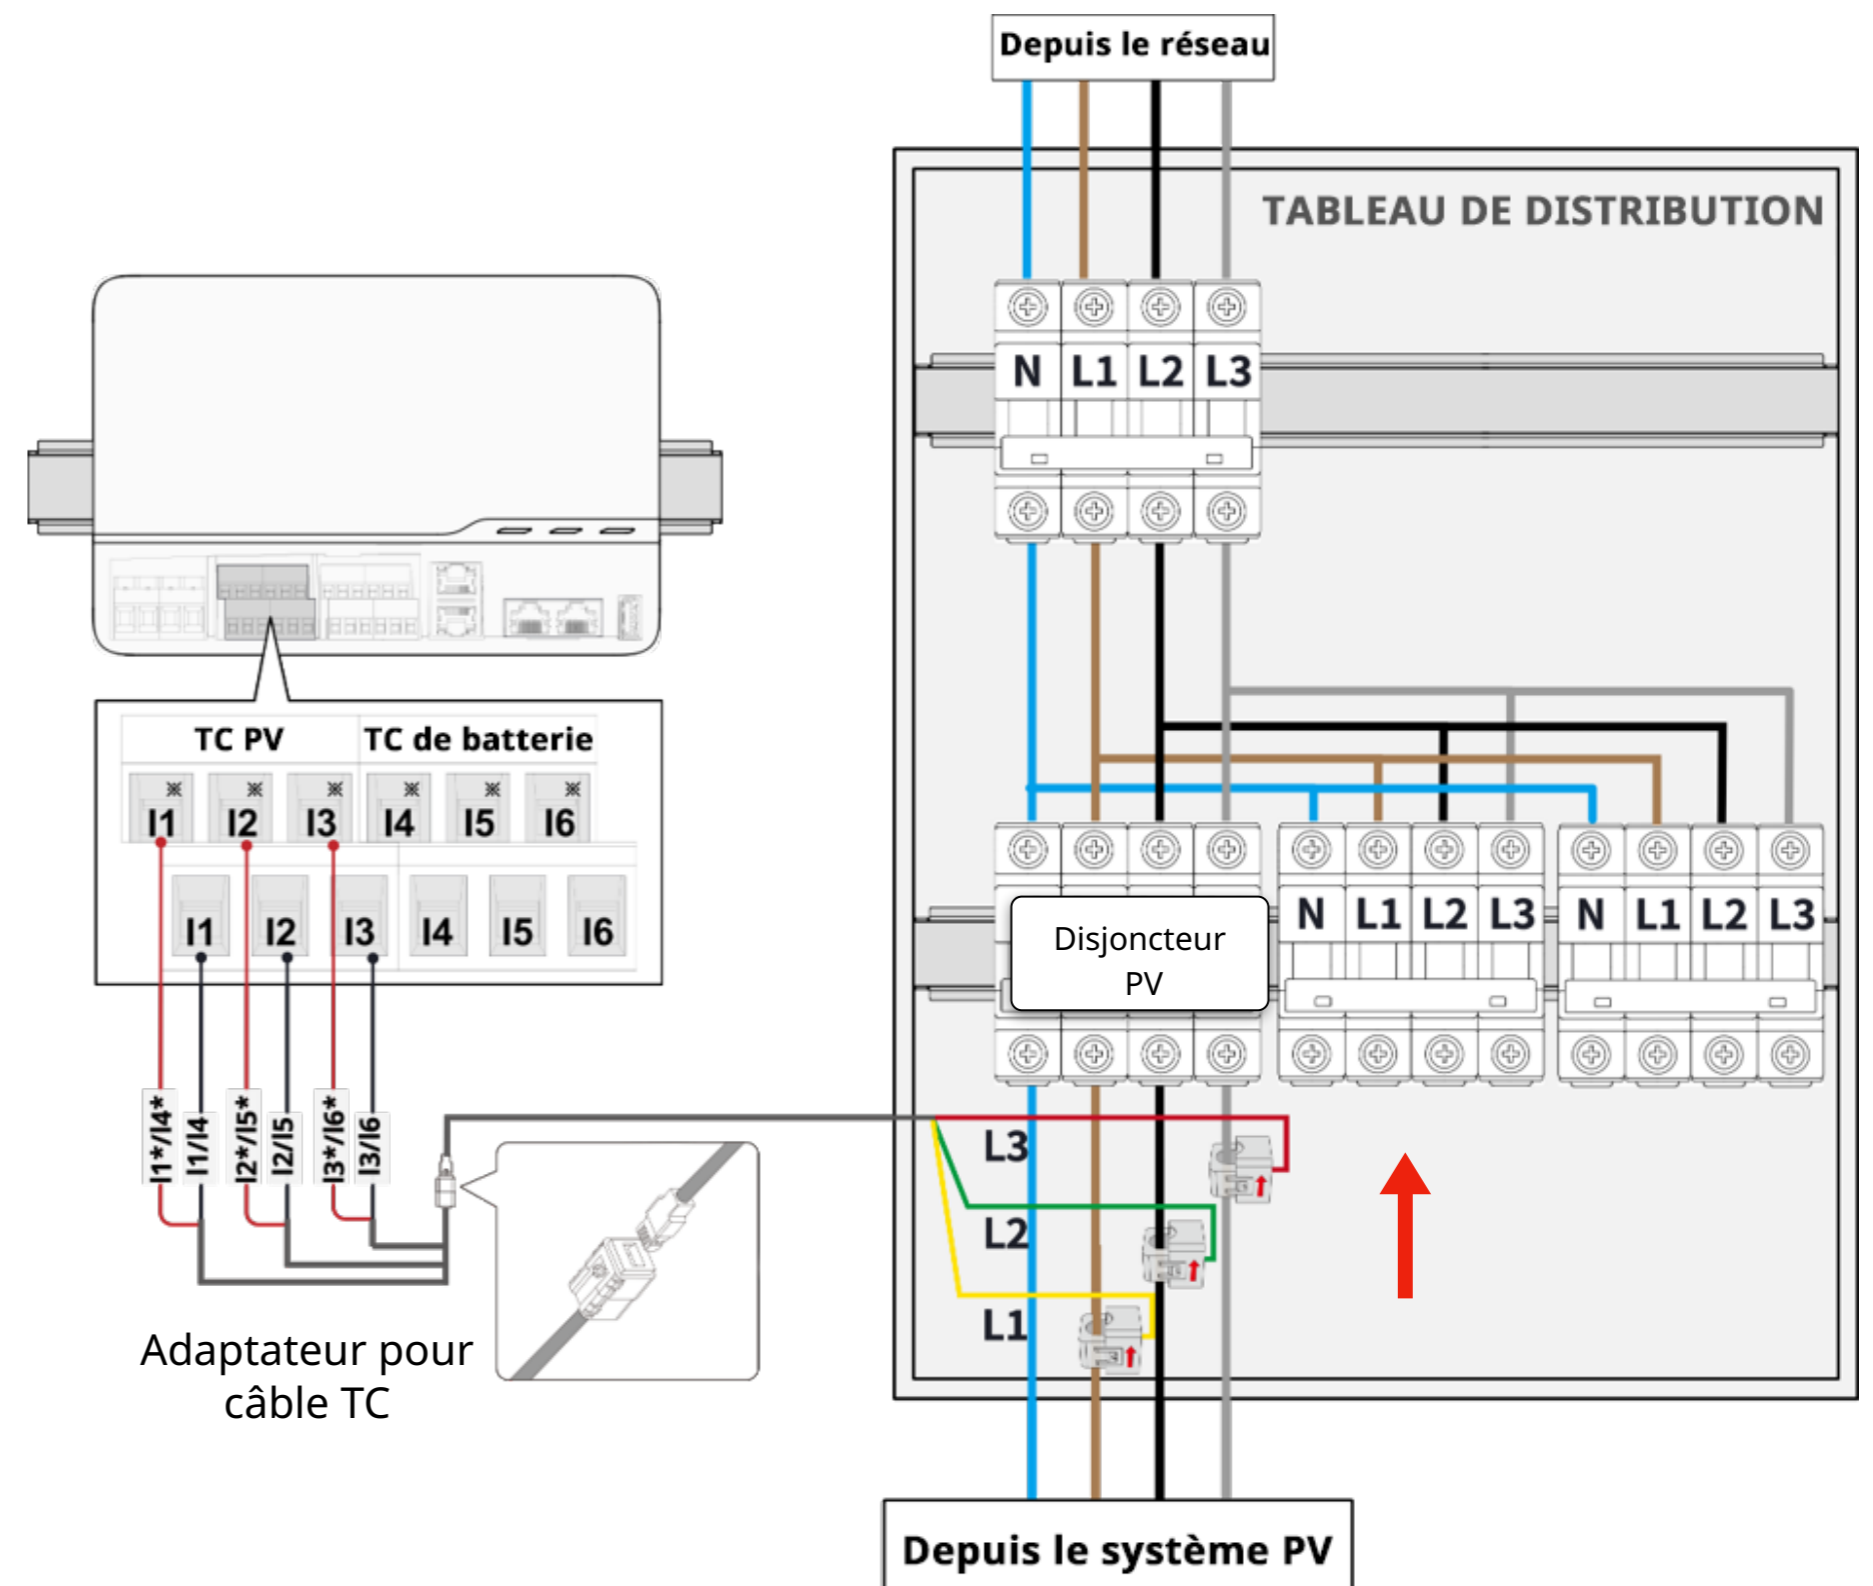 Depuis le réseau
TABLEAU DE DISTRIBUTION
N L1 L2 L3
TC PV TC de batterie
※ ※ ※ ※ ※ ※
I1 I2 I3 I4 I5 I6
I1 I2 I3 I4 I5 I6
Disjoncteur
PV
N L1 L2 L3 N L1 L2 L3
I1*/I4* I1/I4 I2*/I5* I2/I5 I3*/I6* I3/I6
L3
L2
L1
Adaptateur pour
câble TC
Depuis le système PV